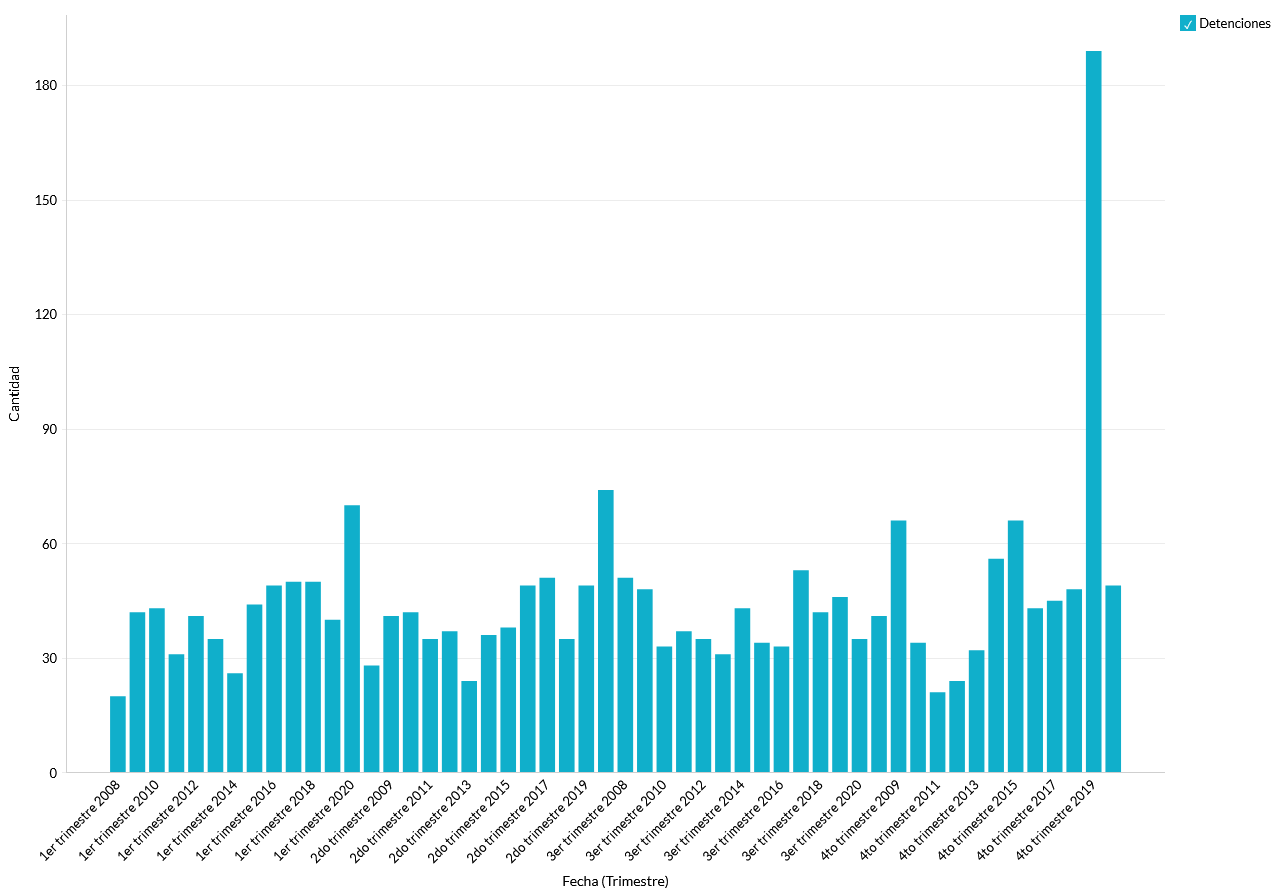 Detenciones
180
150
120
90
60
30
0
Cantidad
1er trimestre 2008
1er trimestre 2010
1er trimestre 2012
1er trimestre 2014
1er trimestre 2016
1er trimestre 2018
1er trimestre 2020
2do trimestre 2009
2do trimestre 2011
2do trimestre 2013
2do trimestre 2015
2do trimestre 2017
2do trimestre 2019
3er trimestre 2008
3er trimestre 2010
3er trimestre 2012
3er trimestre 2014
3er trimestre 2016
3er trimestre 2018
3er trimestre 2020
4to trimestre 2009
4to trimestre 2011
4to trimestre 2013
4to trimestre 2015
4to trimestre 2017
4to trimestre 2019
Fecha (Trimestre)